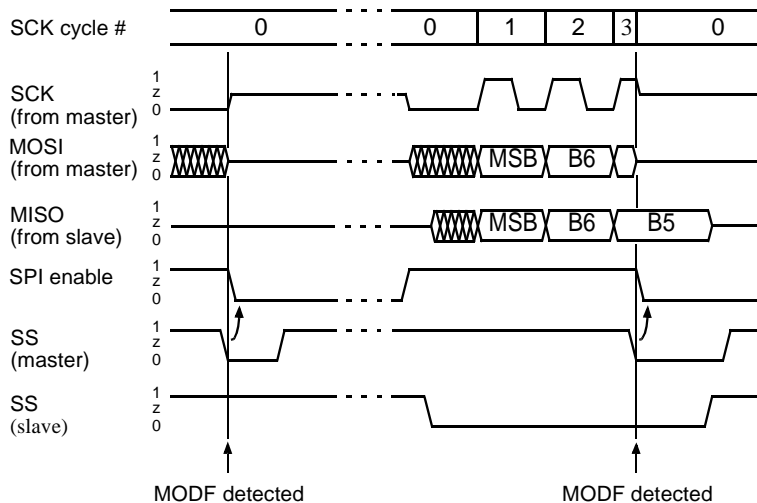 SCK cycle # 0 0 1 2 3 0
SCK
(from master)
1
z
0
MOSI
(from master)
1
z
0
MSB B6
MISO
(from slave)
1
z
0
MSB B6 B5
SPI enable
1
z
0
SS
(master)
1
z
0
SS
(slave)
1
z
0
MODF detected MODF detected